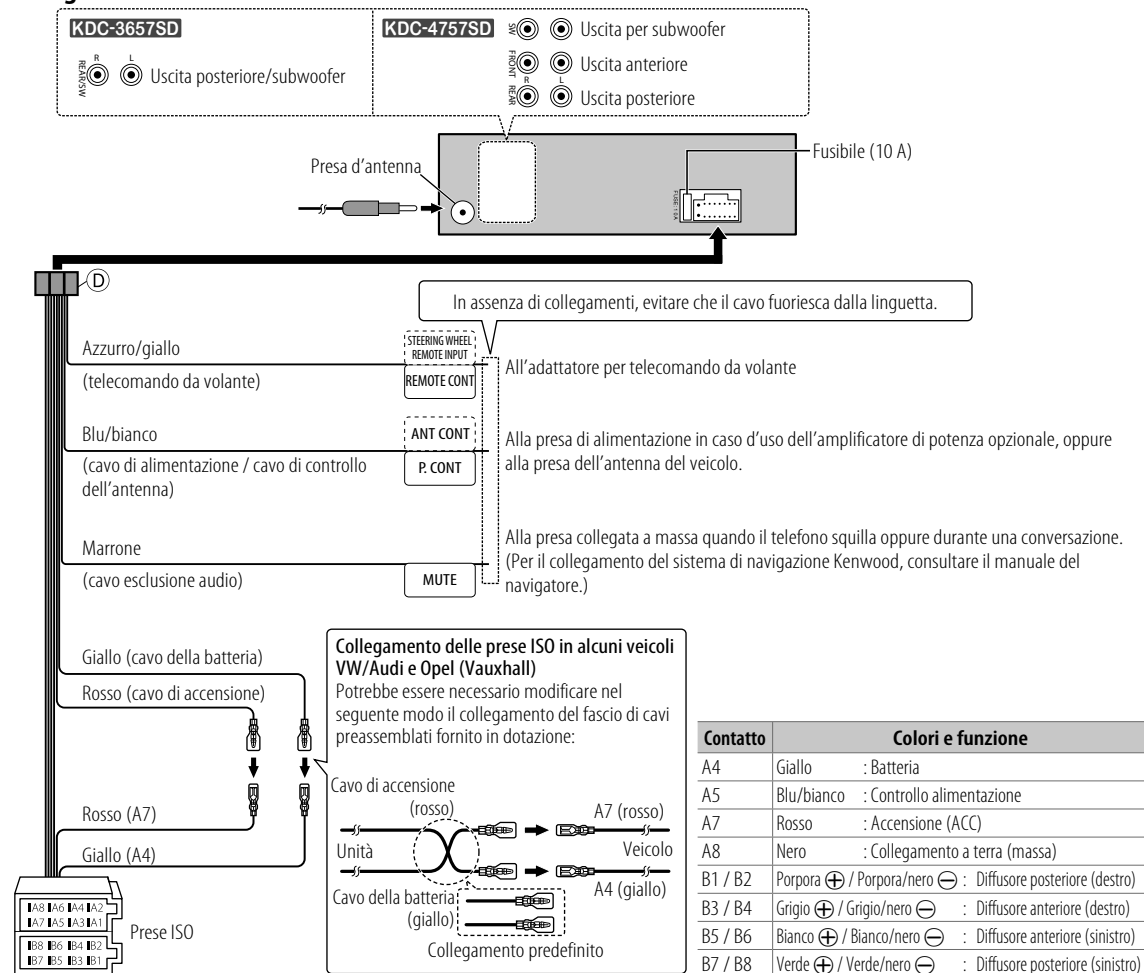 KDC-3657SD
R L
REAR/SW
Uscita posteriore/subwoofer
KDC-4757SD
SW
Uscita per subwoofer
FRONT
Uscita anteriore
R L
REAR
Uscita posteriore
Fusibile (10 A)
Presa d'antenna
FUSE 10A
D
In assenza di collegamenti, evitare che il cavo fuoriesca dalla linguetta.
Azzurro/giallo
(telecomando da volante)
STEERING WHEEL
REMOTE INPUT
REMOTE CONT
All'adattatore per telecomando da volante
Blu/bianco
(cavo di alimentazione / cavo di controllo
dell'antenna)
ANT CONT
P. CONT
Alla presa di alimentazione in caso d'uso dell'amplificatore di potenza opzionale, oppure
alla presa dell'antenna del veicolo.
Marrone
(cavo esclusione audio)
MUTE
Alla presa collegata a massa quando il telefono squilla oppure durante una conversazione.
(Per il collegamento del sistema di navigazione Kenwood, consultare il manuale del
navigatore.)
Giallo (cavo della batteria)
Rosso (cavo di accensione)
Rosso (A7)
Giallo (A4)
A8 A6 A4 A2
A7 A5 A3 A1
B8 B6 B4 B2
B7 B5 B3 B1
Prese ISO
Collegamento delle prese ISO in alcuni veicoli
VW/Audi e Opel (Vauxhall)
Potrebbe essere necessario modificare nel
seguente modo il collegamento del fascio di cavi
preassemblati fornito in dotazione:
Cavo di accensione
(rosso)
A7 (rosso)
Unità
Veicolo
Cavo della batteria
(giallo)
A4 (giallo)
Collegamento predefinito
Contatto Colori e funzione
A4 Giallo : Batteria
A5 Blu/bianco : Controllo alimentazione
A7 Rosso : Accensione (ACC)
A8 Nero : Collegamento a terra (massa)
B1 / B2 Porpora ⊕ / Porpora/nero ⊖ : Diffusore posteriore (destro)
B3 / B4 Grigio ⊕ / Grigio/nero ⊖ : Diffusore anteriore (destro)
B5 / B6 Bianco ⊕ / Bianco/nero ⊖ : Diffusore anteriore (sinistro)
B7 / B8 Verde ⊕ / Verde/nero ⊖ : Diffusore posteriore (sinistro)